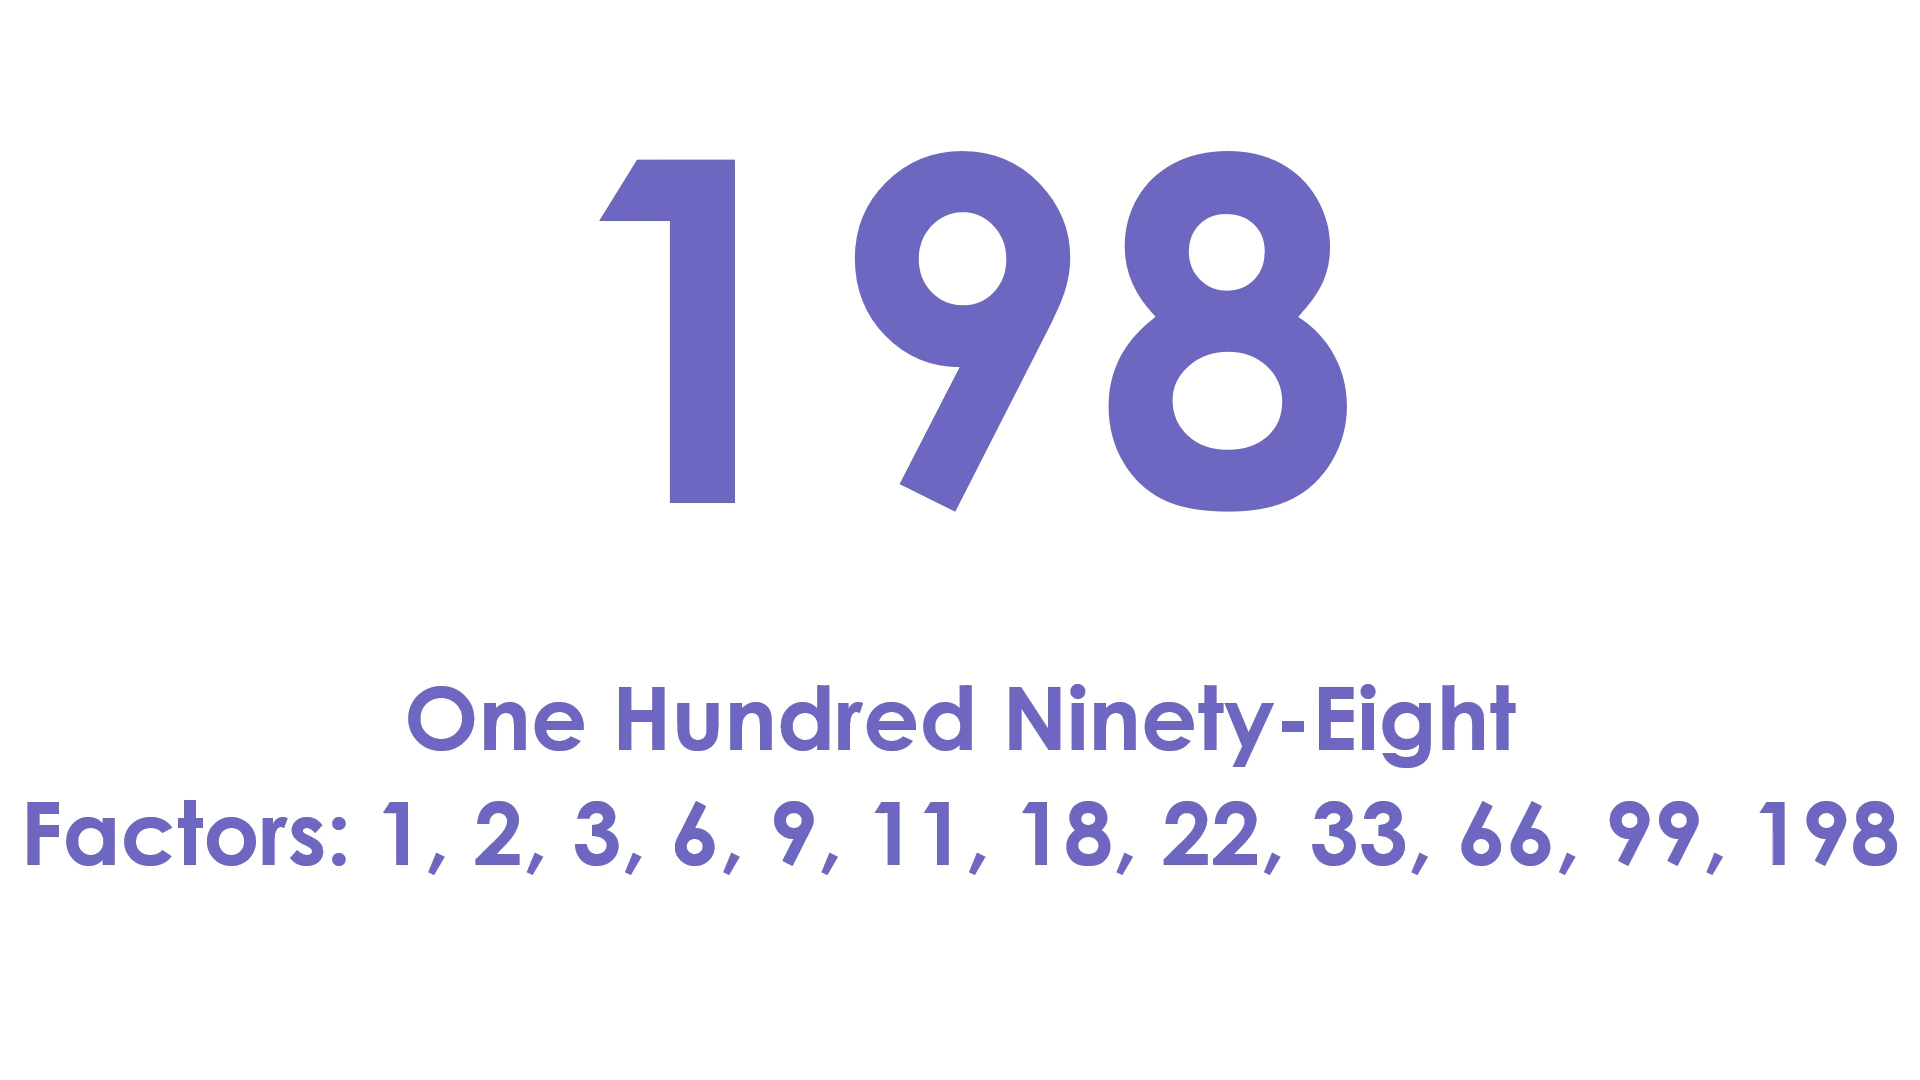 198
One Hundred Ninety-Eight
Factors: 1, 2, 3, 6, 9, 11, 18, 22, 33, 66, 99, 198